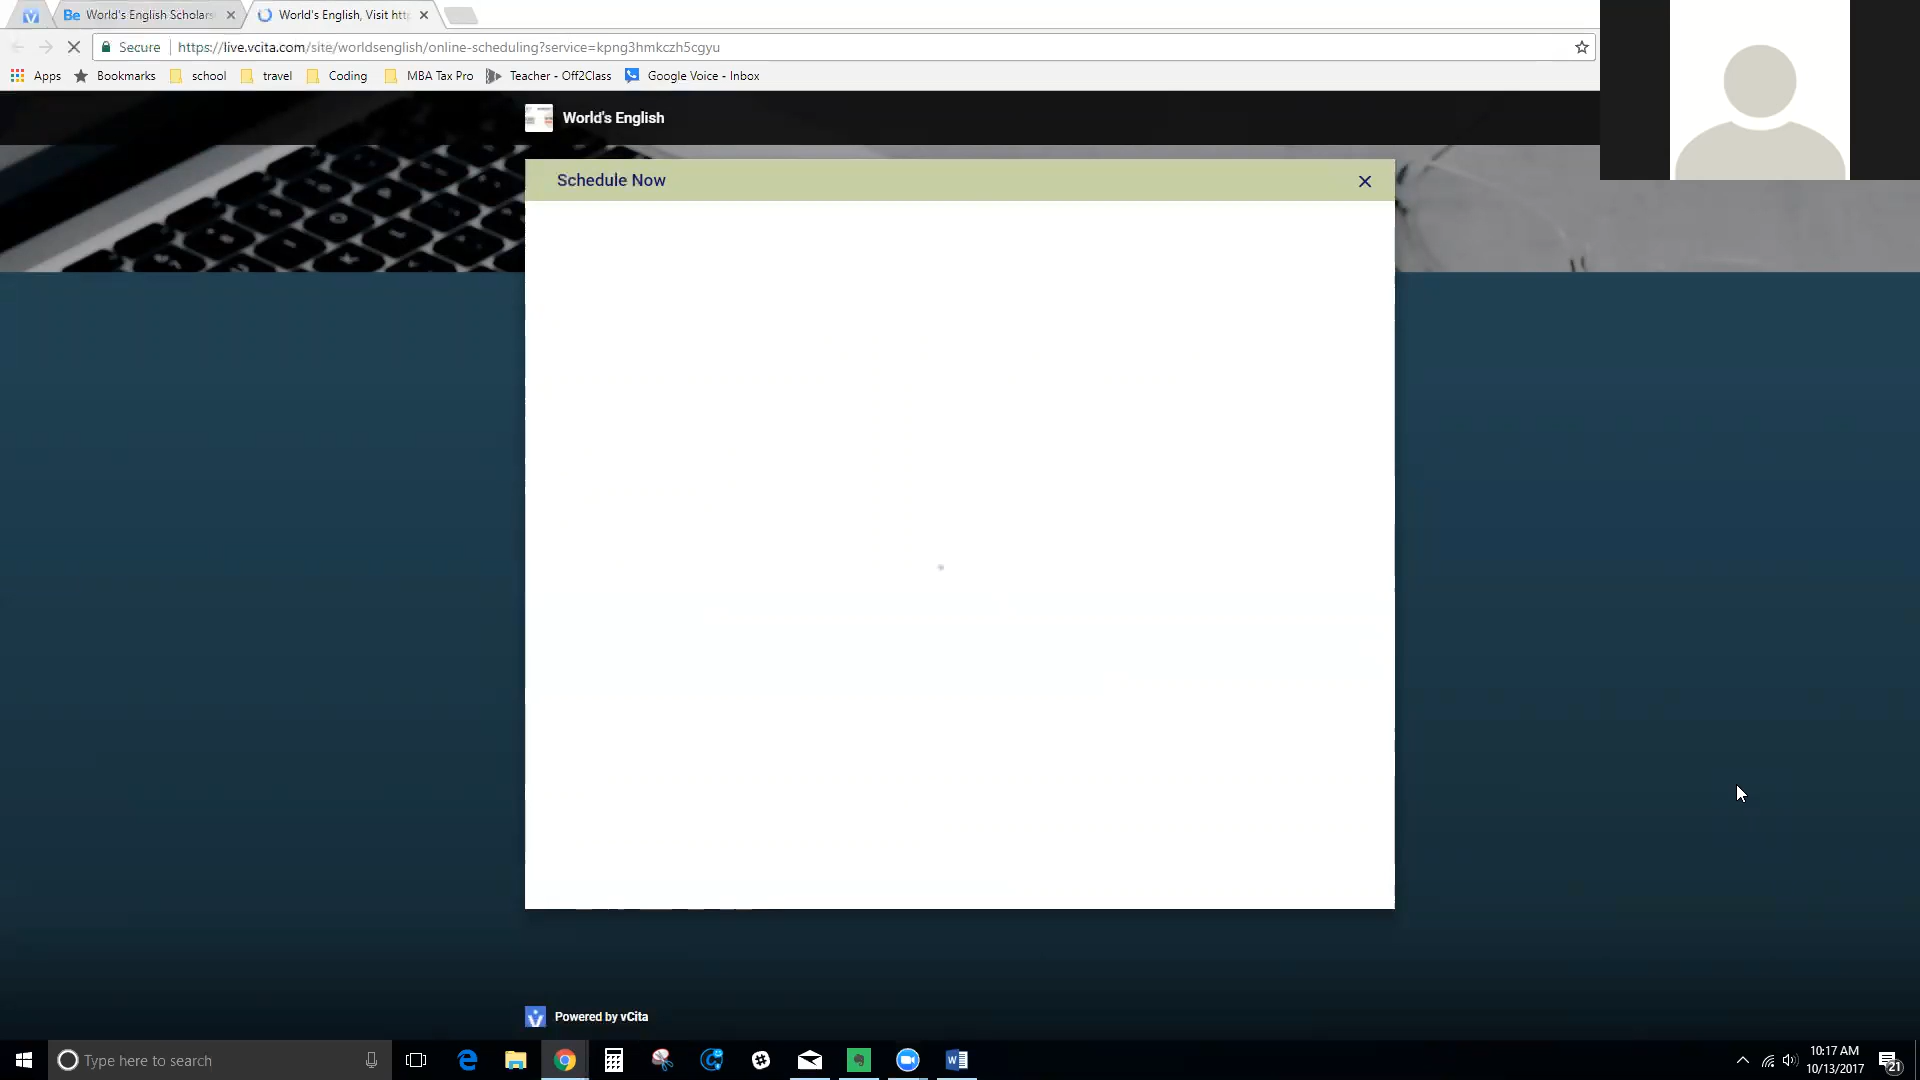 Be World's English Scholars
World's English, Visit htt
Secure
https://live.vcita.com/site/worldsenglish/online-scheduling?service=kpng3hmkczh5cgyu
Apps
Bookmarks
school
travel
Coding
MBA Tax Pro
Teacher - Off2Class
Google Voice - Inbox
World's English
Schedule Now
Powered by vCita
Type here to search
10:17 AM
10/13/2017
21